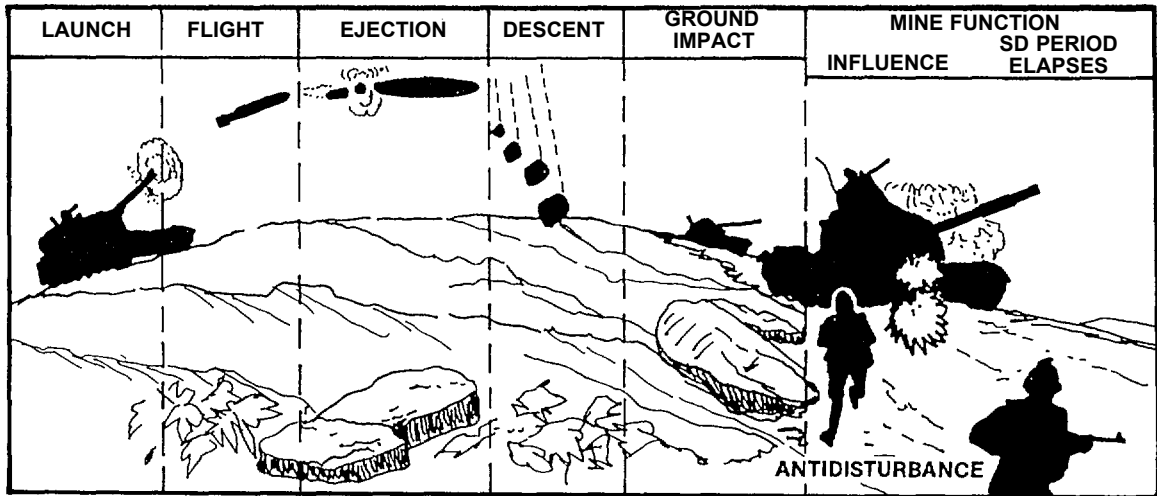 LAUNCH
FLIGHT
EJECTION
DESCENT
GROUND
IMPACT
MINE FUNCTION
INFLUENCE
SD PERIOD
ELAPSES
ANTIDISTURBANCE